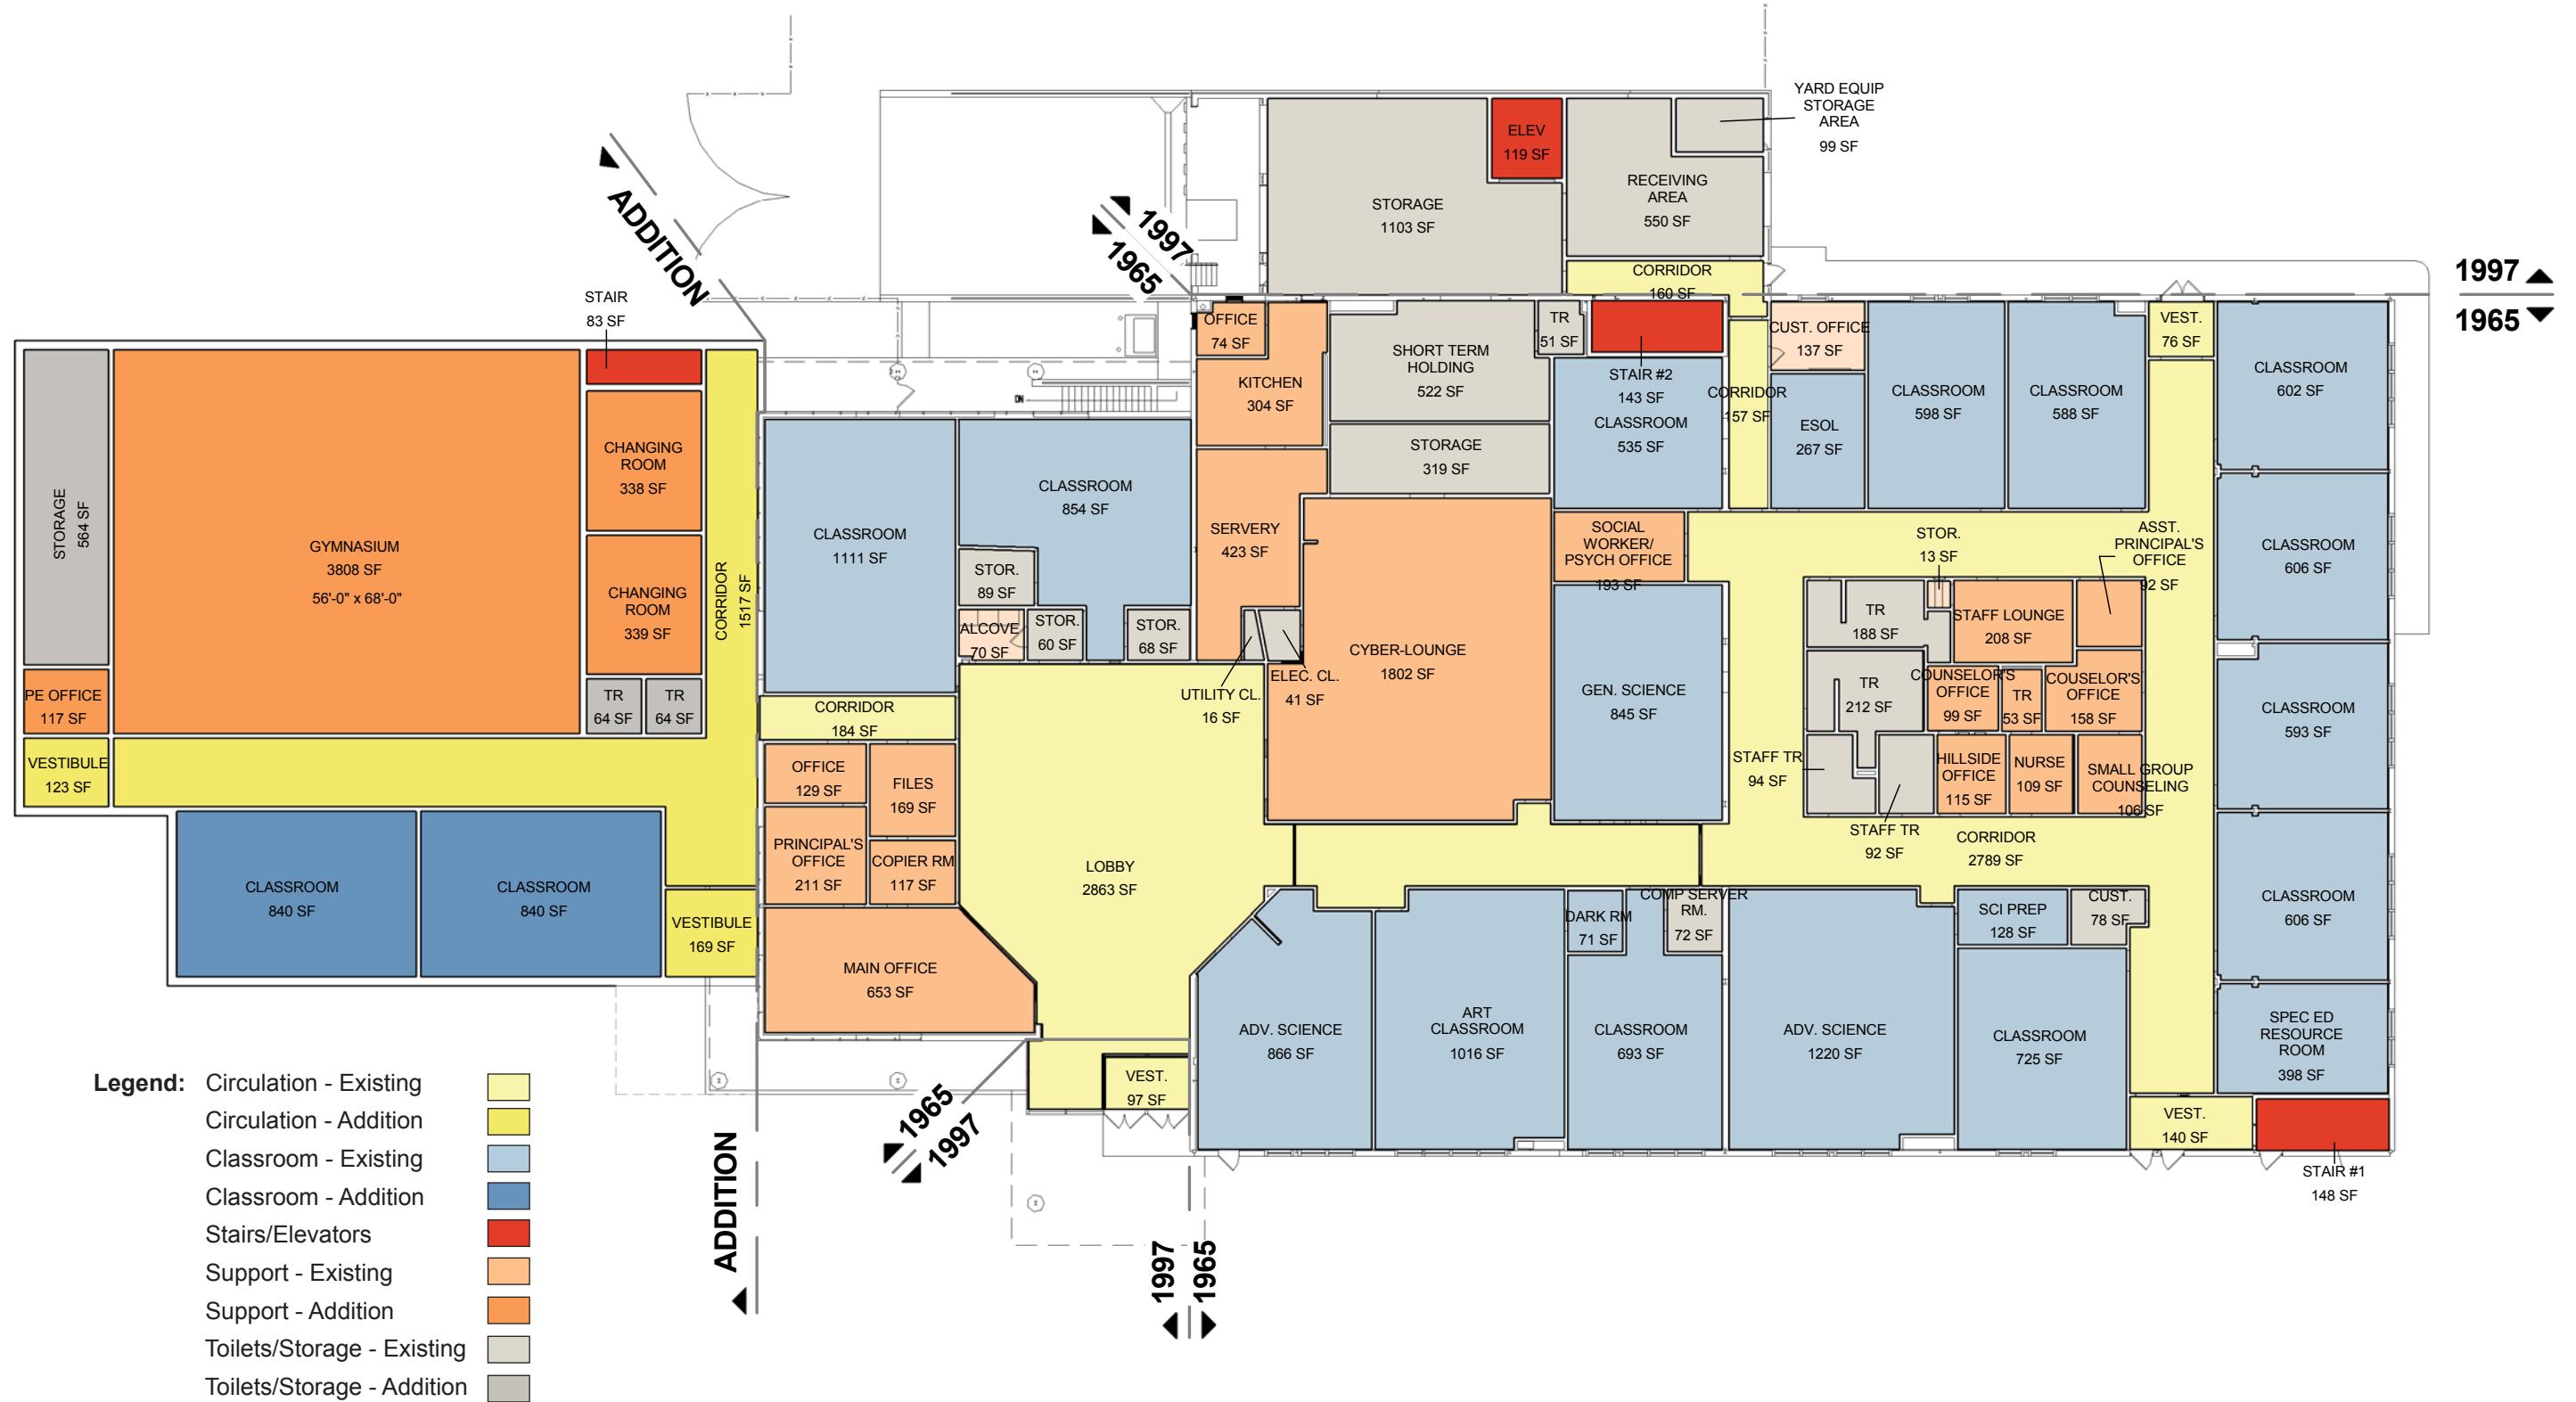 YARD EQUIP
STORAGE
AREA
99 SF
ELEV
119 SF
STORAGE
1103 SF
RECEIVING
AREA
550 SF
ADDITION
1997
1965
CORRIDOR
160 SF
1997
1965
STAIR
83 SF
OFFICE
74 SF
KITCHEN
304 SF
SHORT TERM
HOLDING
522 SF
TR
51 SF
STAIR #2
143 SF
CLASSROOM
535 SF
CORRIDOR
157 SF
CUST. OFFICE
137 SF
ESOL
267 SF
CLASSROOM
598 SF
CLASSROOM
588 SF
VEST.
76 SF
CLASSROOM
602 SF
STORAGE
564 SF
GYMNASIUM
3808 SF
56'-0" x 68'-0"
CHANGING
ROOM
338 SF
CHANGING
ROOM
339 SF
CORRIDOR
1517 SF
TR
64 SF
TR
64 SF
PE OFFICE
117 SF
VESTIBULE
123 SF
CLASSROOM
840 SF
CLASSROOM
840 SF
VESTIBULE
169 SF
DN
CLASSROOM
1111 SF
CLASSROOM
854 SF
STOR.
89 SF
ALCOVE
70 SF
STOR.
60 SF
STOR.
68 SF
STORAGE
319 SF
SERVERY
423 SF
UTILITY CL.
16 SF
ELEC. CL.
41 SF
CYBER-LOUNGE
1802 SF
SOCIAL
WORKER/
PSYCH OFFICE
193 SF
GEN. SCIENCE
845 SF
STOR.
13 SF
ASST.
PRINCIPAL'S
OFFICE
92 SF
TR
188 SF
STAFF LOUNGE
208 SF
TR
212 SF
COUNSELOR'S
OFFICE
99 SF
TR
53 SF
COUSELOR'S
OFFICE
158 SF
STAFF TR
94 SF
HILLSIDE
OFFICE
115 SF
NURSE
109 SF
SMALL GROUP
COUNSELING
106 SF
STAFF TR
92 SF
CORRIDOR
2789 SF
CLASSROOM
606 SF
CLASSROOM
593 SF
CLASSROOM
606 SF
SPEC ED
RESOURCE
ROOM
398 SF
CORRIDOR
184 SF
OFFICE
129 SF
FILES
169 SF
PRINCIPAL'S
OFFICE
211 SF
COPIER RM
117 SF
MAIN OFFICE
653 SF
LOBBY
2863 SF
VEST.
97 SF
ADV. SCIENCE
866 SF
ART
CLASSROOM
1016 SF
DARK RM
71 SF
COMP SERVER
RM.
72 SF
CLASSROOM
693 SF
ADV. SCIENCE
1220 SF
SCI PREP
128 SF
CUST.
78 SF
CLASSROOM
725 SF
VEST.
140 SF
STAIR #1
148 SF
1965
1997
ADDITION
1997
1965
Legend:
Circulation - Existing
Circulation - Addition
Classroom - Existing
Classroom - Addition
Stairs/Elevators
Support - Existing
Support - Addition
Toilets/Storage - Existing
Toilets/Storage - Addition